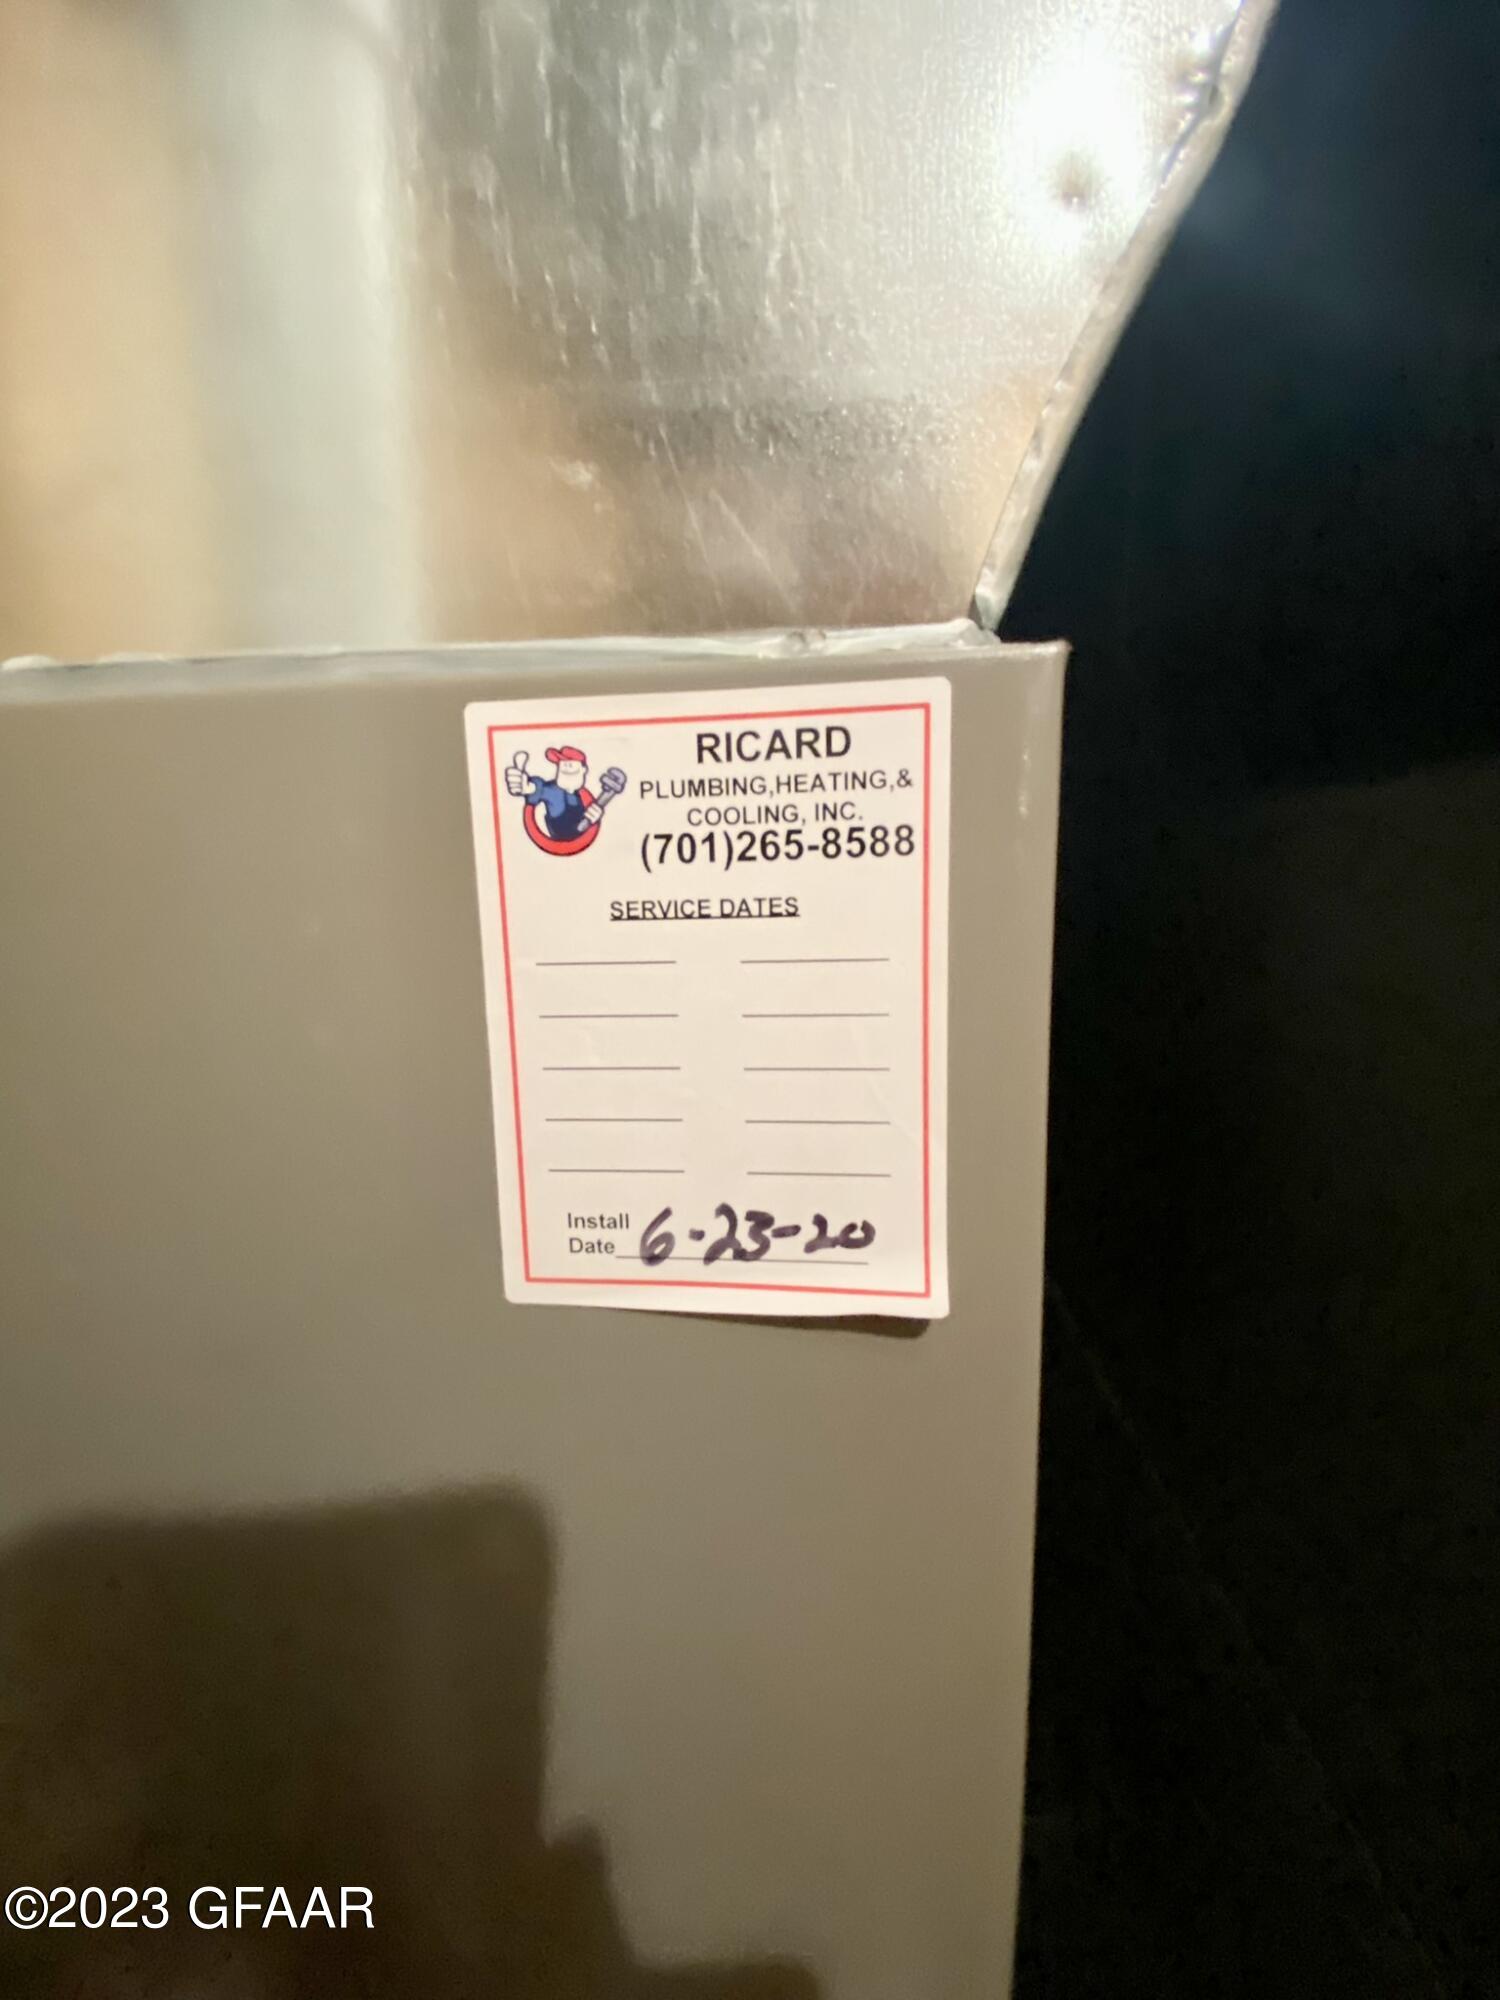 RICARD
PLUMBING,HEATING,&
COOLING, INC.
(701)265-8588
SERVICE DATES
Install
Date 6-23-20
©2023 GFAAR